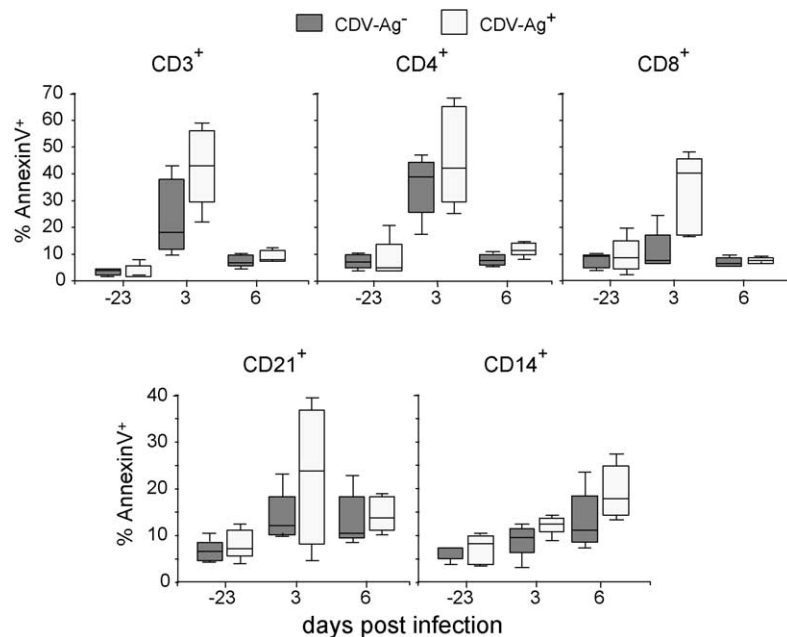 CDV-Ag⁻ CDV-Ag⁺
CD3⁺ CD4⁺ CD8⁺
% AnnexinV⁺
70
60
50
40
30
20
10
0
-23 3 6 -23 3 6 -23 3 6
CD21⁺ CD14⁺
% AnnexinV⁺
40
30
20
10
0
-23 3 6 -23 3 6
days post infection